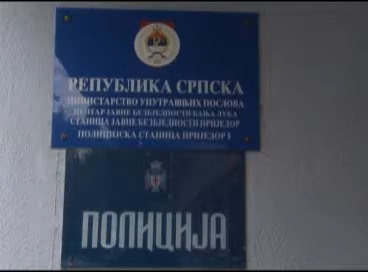 РЕПУБЛИКА СРПСКА
МИНИСТАРСТВО УНУТРАШЊИХ ПОСЛОВА
ЦЕНТАР ЈАВНЕ БЕЗБЈЕДНОСТИ БАЊА ЛУКА
СТАНИЦА ЈАВНЕ БЕЗБЈЕДНОСТИ ПРИЈЕДОР
ПОЛИЦИЈСКА СТАНИЦА ПРИЈЕДОР I
ПОЛИЦИЈА